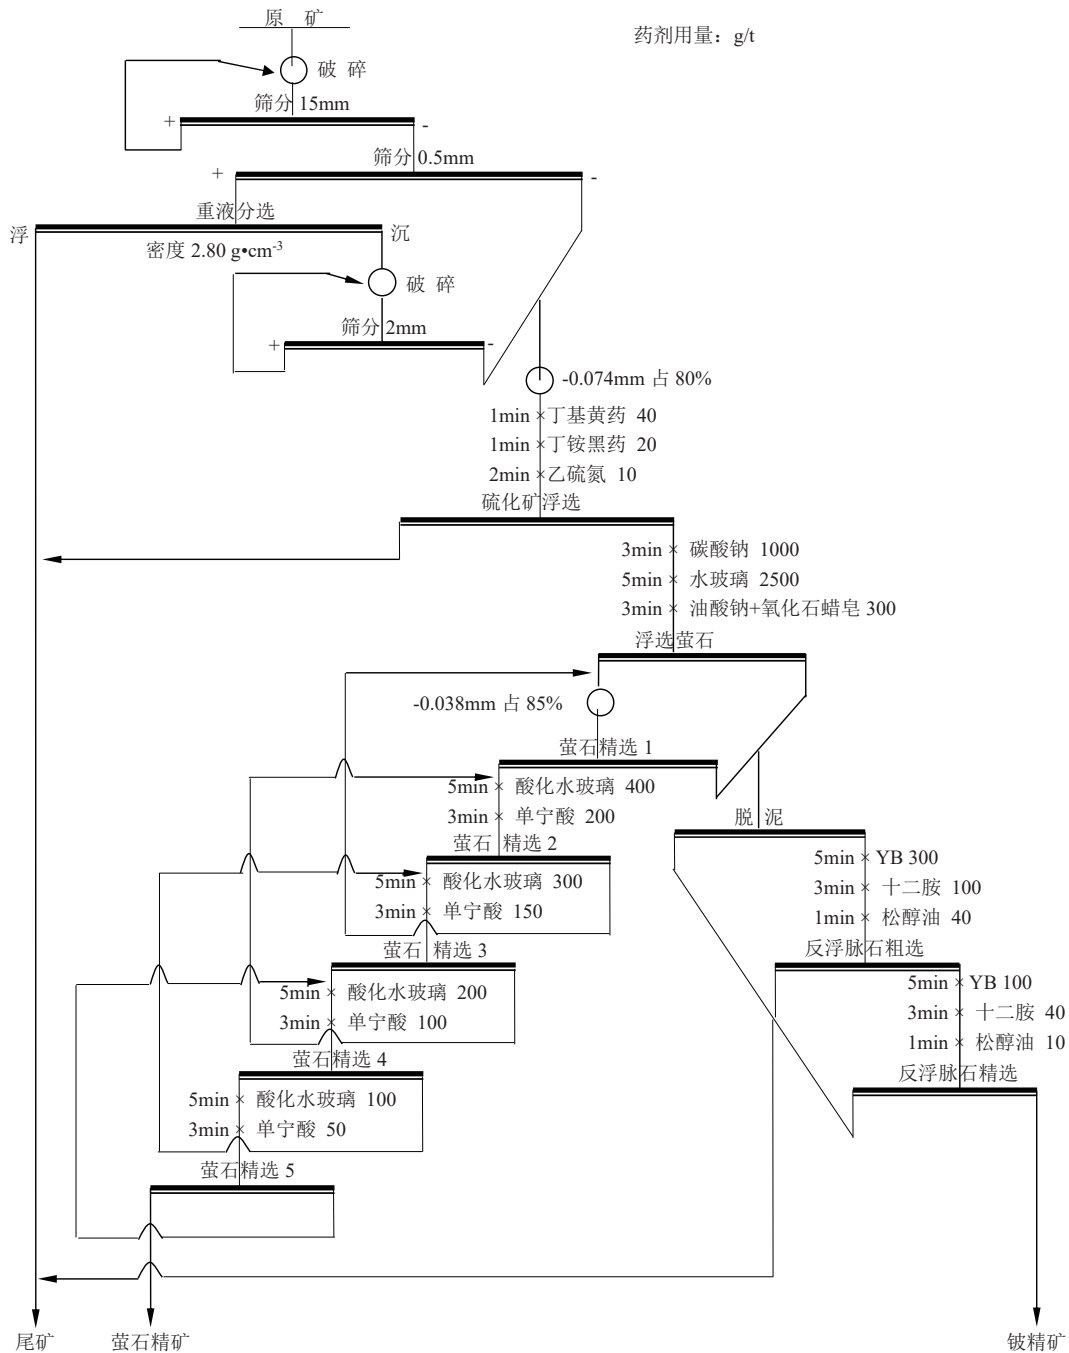 原 矿
药剂用量：g/t
破 碎
筛分 15mm
+ -
筛分 0.5mm
+ -
重液分选
浮 沉
密度 2.80 g•cm-3
破 碎
筛分 2mm
+ -
-0.074mm 占 80%
1min × 丁基黄药 40
1min × 丁铵黑药 20
2min × 乙硫氮 10
硫化矿浮选
3min × 碳酸钠 1000
5min × 水玻璃 2500
3min × 油酸钠+氧化石蜡皂 300
浮选萤石
-0.038mm 占 85%
萤石精选 1
5min × 酸化水玻璃 400
3min × 单宁酸 200
脱 泥
萤石 精选 2
5min × YB 300
5min × 酸化水玻璃 300
3min × 十二胺 100
3min × 单宁酸 150
1min × 松醇油 40
萤石 精选 3
反浮脉石粗选
5min × YB 100
5min × 酸化水玻璃 200
3min × 十二胺 40
3min × 单宁酸 100
1min × 松醇油 10
萤石精选 4
反浮脉石精选
5min × 酸化水玻璃 100
3min × 单宁酸 50
萤石精选 5
尾矿 萤石精矿 铍精矿